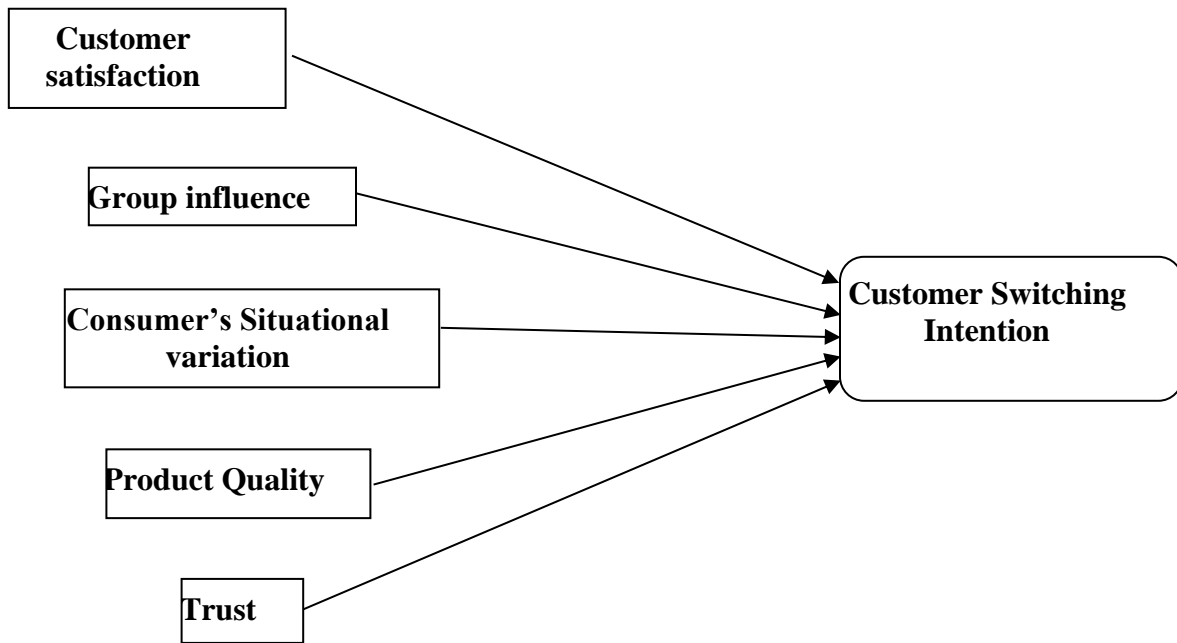 Customer
satisfaction
Group influence
Consumer’s Situational
variation
Product Quality
Trust
Customer Switching
Intention